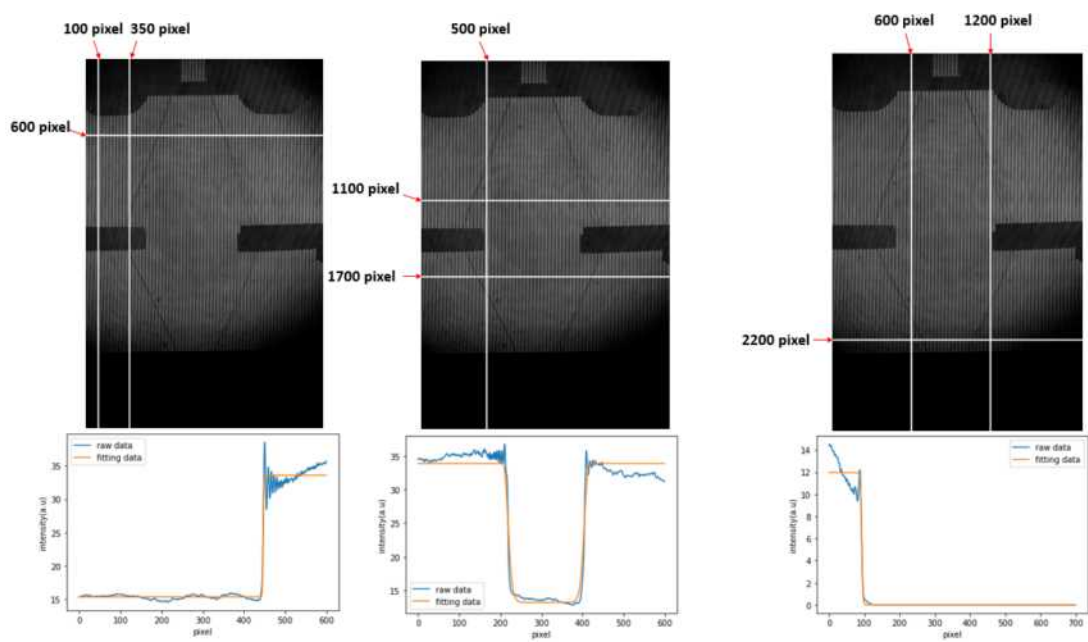 100 pixel
350 pixel
600 pixel
500 pixel
1100 pixel
1700 pixel
600 pixel
1200 pixel
2200 pixel
raw data
fitting data
intensity(a.u)
35
30
25
20
15
0
100
200
300
400
500
600
pixel
intensity(a.u)
35
30
25
20
15
raw data
fitting data
0
100
200
300
400
500
600
pixel
raw data
fitting data
intensity(a.u)
14
12
10
8
6
4
2
0
0
100
200
300
400
500
600
700
pixel